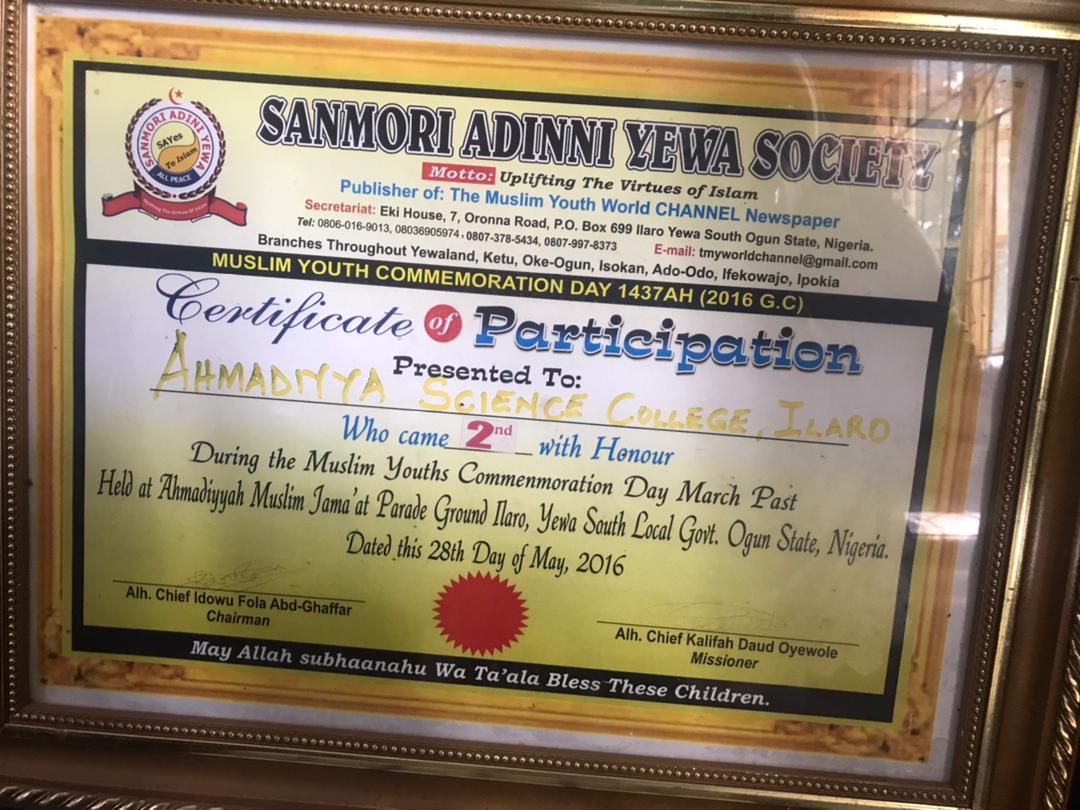 SANMORI ADINI YEWA
SAYes
To Islam
ALL PEACE
Uplifting The Virtues of Islam
SANMORI ADINNI YEWA SOCIETY
Motto: Uplifting The Virtues of Islam
Publisher of: The Muslim Youth World CHANNEL Newspaper
Secretariat: Eki House, 7, Oronna Road, P.O. Box 699 Ilaro Yewa South Ogun State, Nigeria.
Tel: 0806-016-9013, 08036905974, 0807-378-5434, 0807-997-8373 E-mail: tmyworldchannel@gmail.com
Branches Throughout Yewaland, Ketu, Oke-Ogun, Isokan, Ado-Odo, Ifekowajo, Ipokia
MUSLIM YOUTH COMMEMORATION DAY 1437AH (2016 G.C)
Certificate of Participation
Presented To:
AHMADIYYA SCIENCE COLLEGE, ILARO
Who came 2nd with Honour
During the Muslim Youths Commenmoration Day March Past
Held at Ahmadiyyah Muslim Jama'at Parade Ground Ilaro, Yewa South Local Govt. Ogun State, Nigeria.
Dated this 28th Day of May, 2016
Alh. Chief Idowu Fola Abd-Ghaffar
Chairman
Alh. Chief Kalifah Daud Oyewole
Missioner
May Allah subhaanahu Wa Ta'ala Bless These Children.